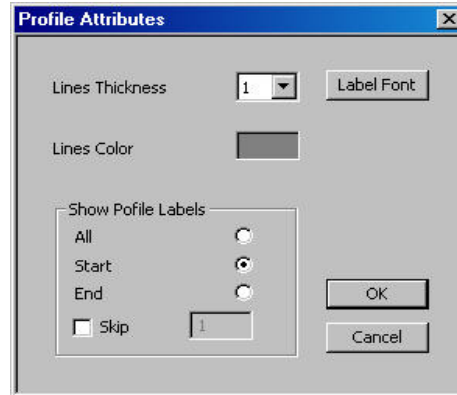 Profile Attributes
Lines Thickness 1 Label Font
Lines Color
Show Pofile Labels
All
Start
End
Skip 1
OK
Cancel